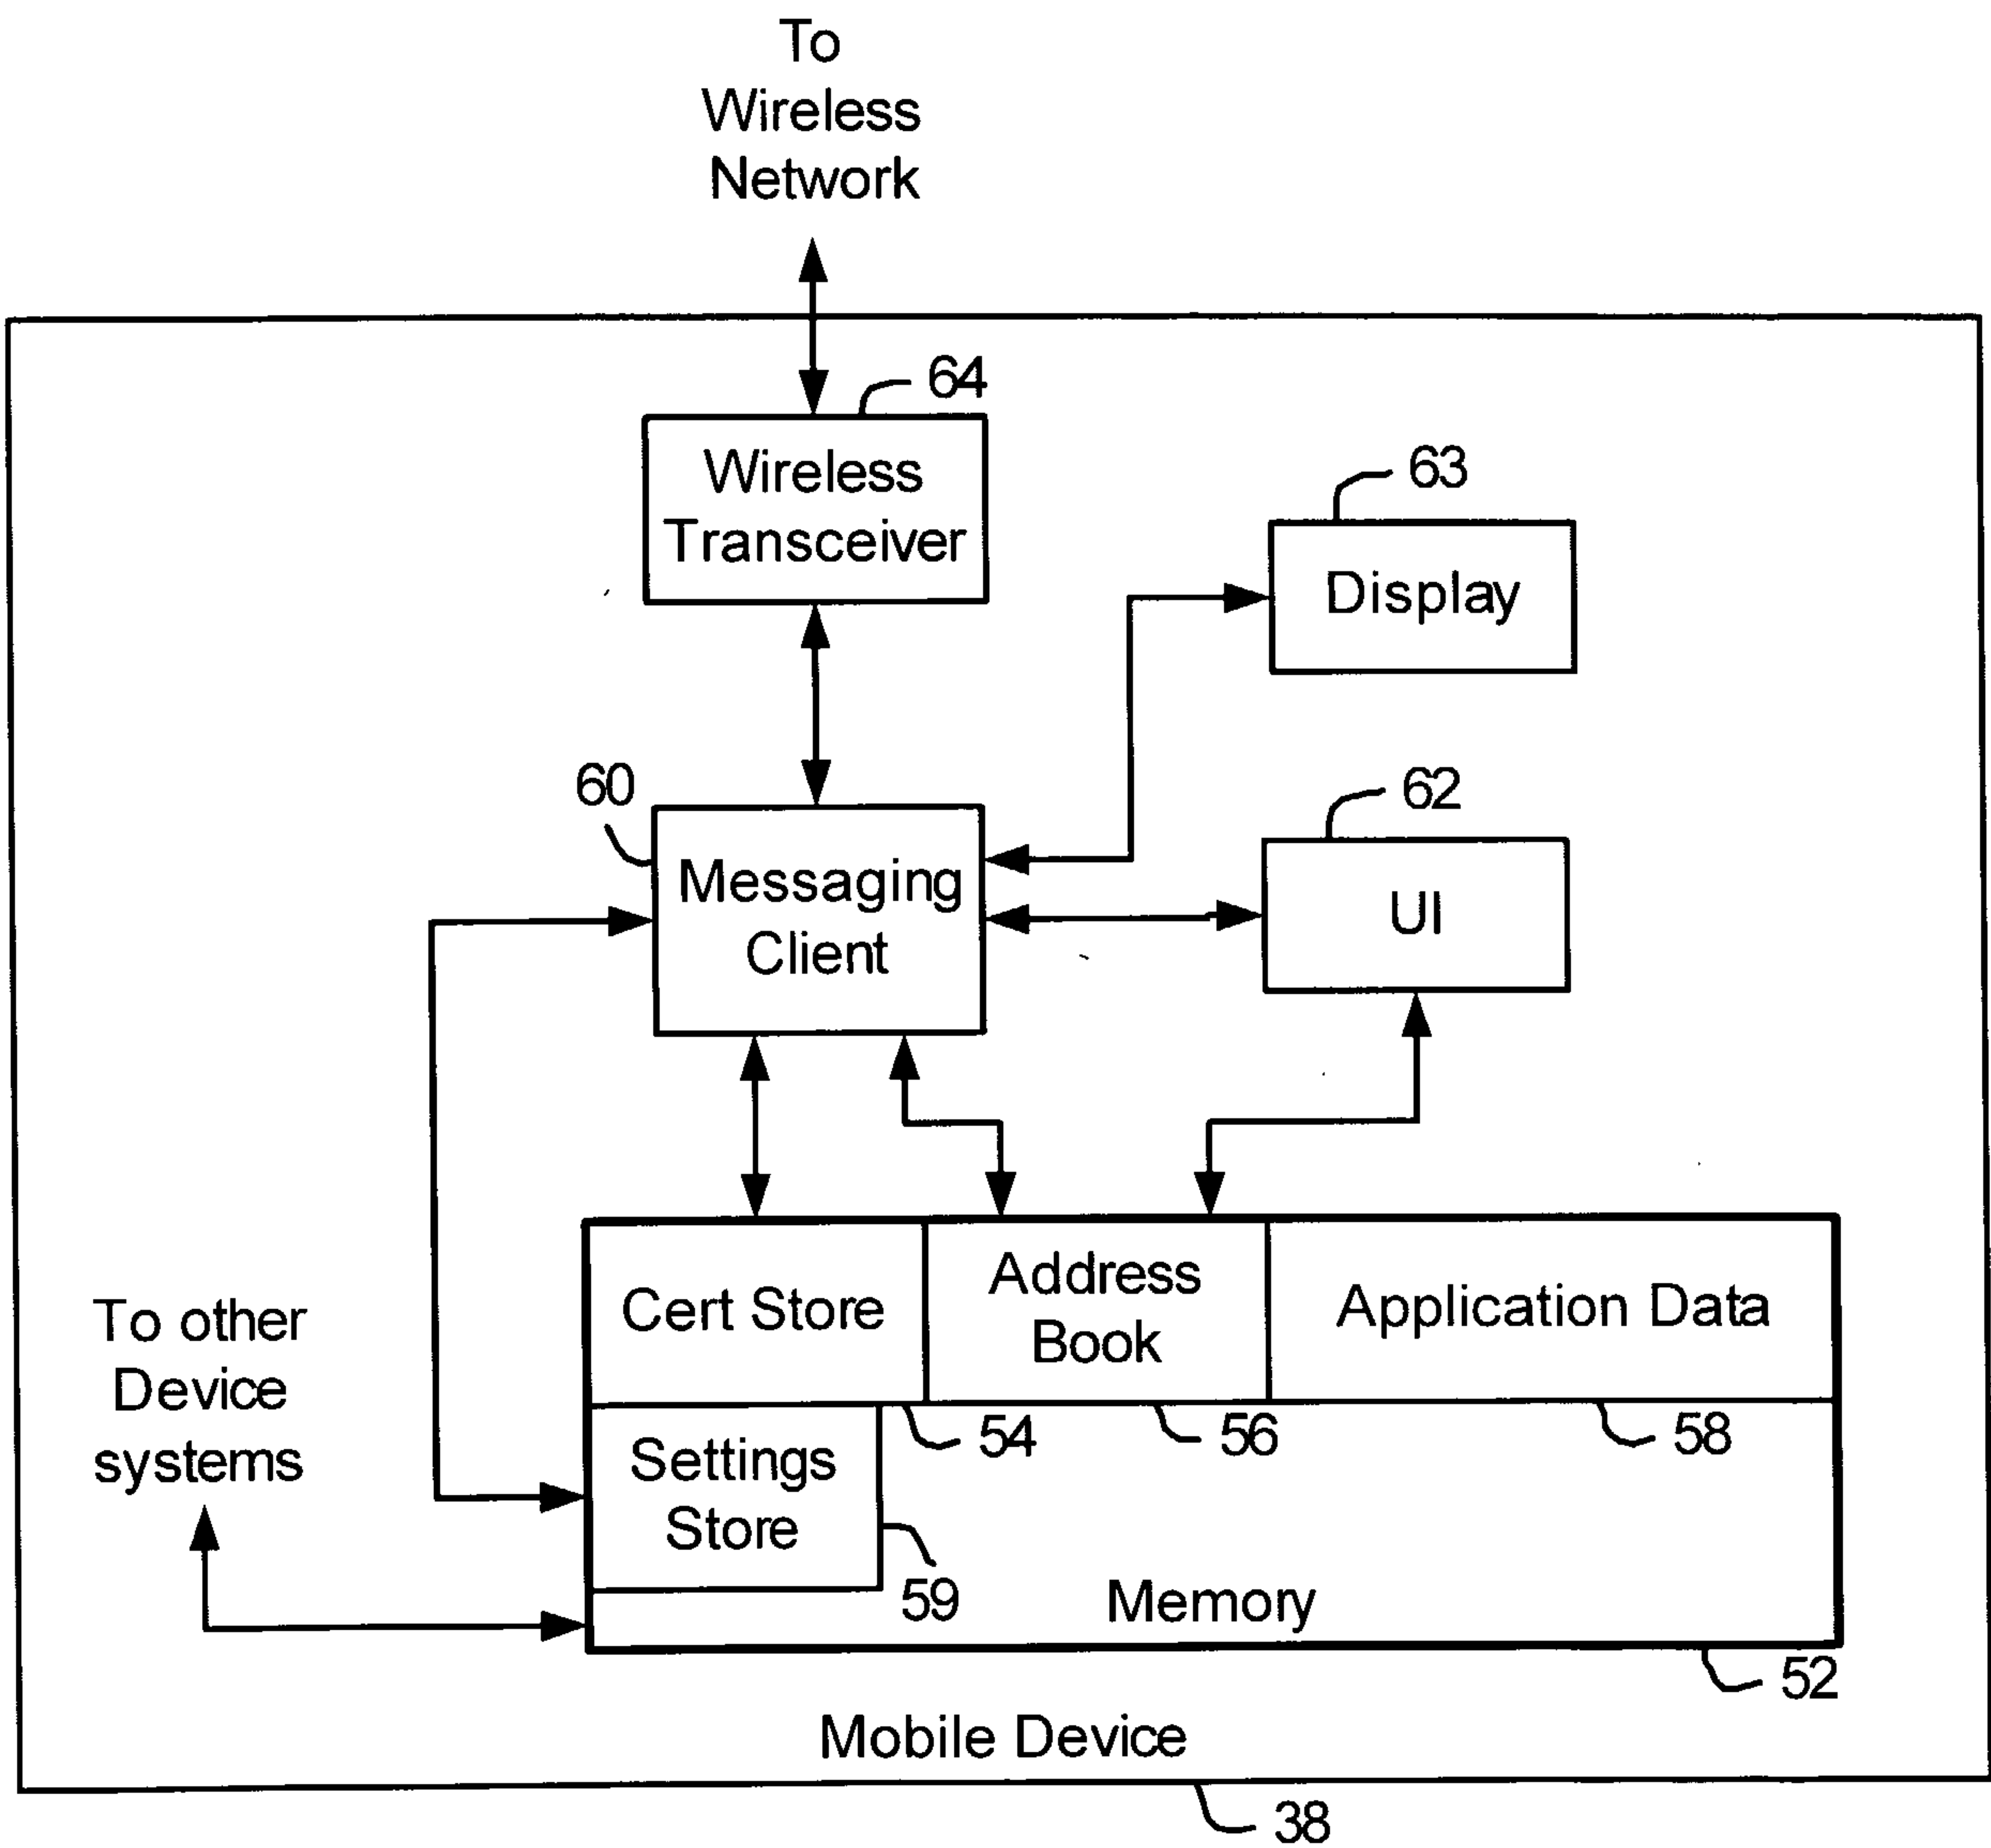 To
Wireless
Network
64
Wireless
Transceiver
63
Display
60
Messaging
Client
62
UI
Cert Store
Address
Book
Application Data
To other
Device
systems
54
56
58
Settings
Store
59
Memory
52
Mobile Device
38